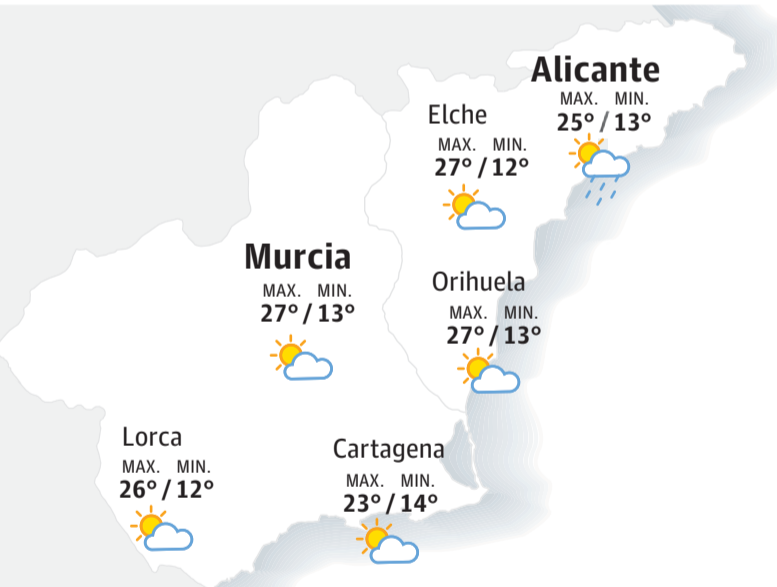 Alicante
MAX. MIN.
25° / 13°
Elche
MAX. MIN.
27° / 12°
Murcia
MAX. MIN.
27° / 13°
Orihuela
MAX. MIN.
27° / 13°
Lorca
MAX. MIN.
26° / 12°
Cartagena
MAX. MIN.
23° / 14°